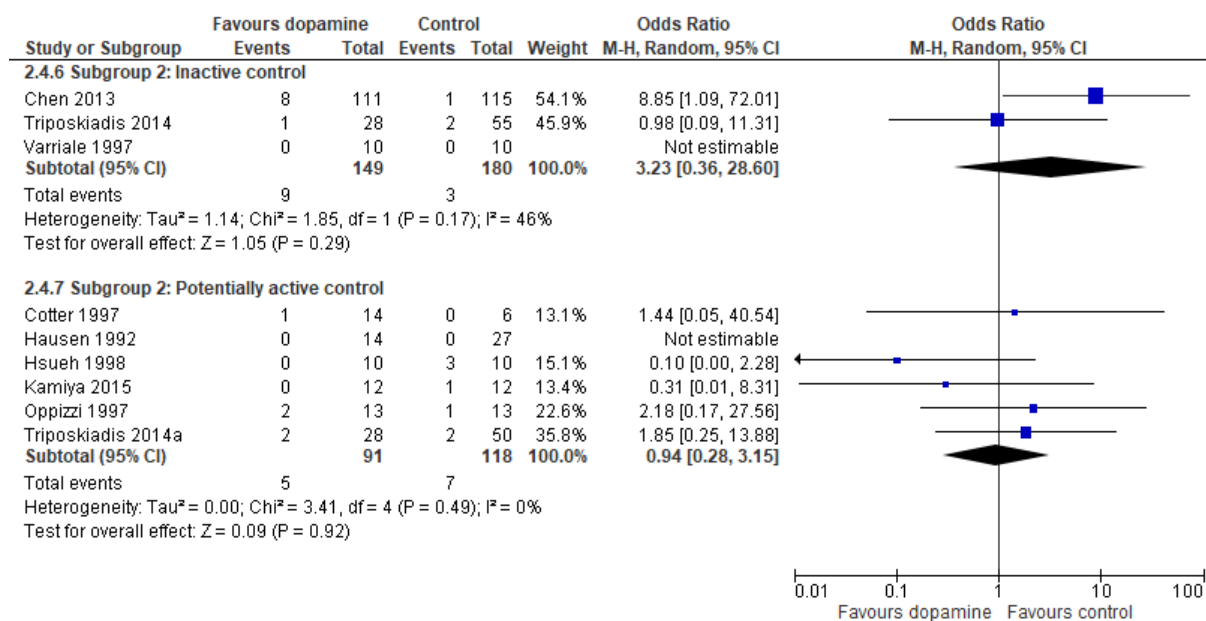 Favours dopamine Control Odds Ratio Odds Ratio
Study or Subgroup Events Total Events Total Weight M-H, Random, 95% CI M-H, Random, 95% CI
2.4.6 Subgroup 2: Inactive control
Chen 2013 8 111 1 115 54.1% 8.85 [1.09, 72.01]
Triposkiadis 2014 1 28 2 55 45.9% 0.98 [0.09, 11.31]
Varriale 1997 0 10 0 10 Not estimable
Subtotal (95% CI) 149 180 100.0% 3.23 [0.36, 28.60]
Total events 9 3
Heterogeneity: Tau² = 1.14; Chi² = 1.85, df = 1 (P = 0.17); I² = 46%
Test for overall effect: Z = 1.05 (P = 0.29)
2.4.7 Subgroup 2: Potentially active control
Cotter 1997 1 14 0 6 13.1% 1.44 [0.05, 40.54]
Hausen 1992 0 14 0 27 Not estimable
Hsueh 1998 0 10 3 10 15.1% 0.10 [0.00, 2.28]
Kamiya 2015 0 12 1 12 13.4% 0.31 [0.01, 8.31]
Oppizzi 1997 2 13 1 13 22.6% 2.18 [0.17, 27.56]
Triposkiadis 2014a 2 28 2 50 35.8% 1.85 [0.25, 13.88]
Subtotal (95% CI) 91 118 100.0% 0.94 [0.28, 3.15]
Total events 5 7
Heterogeneity: Tau² = 0.00; Chi² = 3.41, df = 4 (P = 0.49); I² = 0%
Test for overall effect: Z = 0.09 (P = 0.92)
0.01 0.1 1 10 100
Favours dopamine Favours control